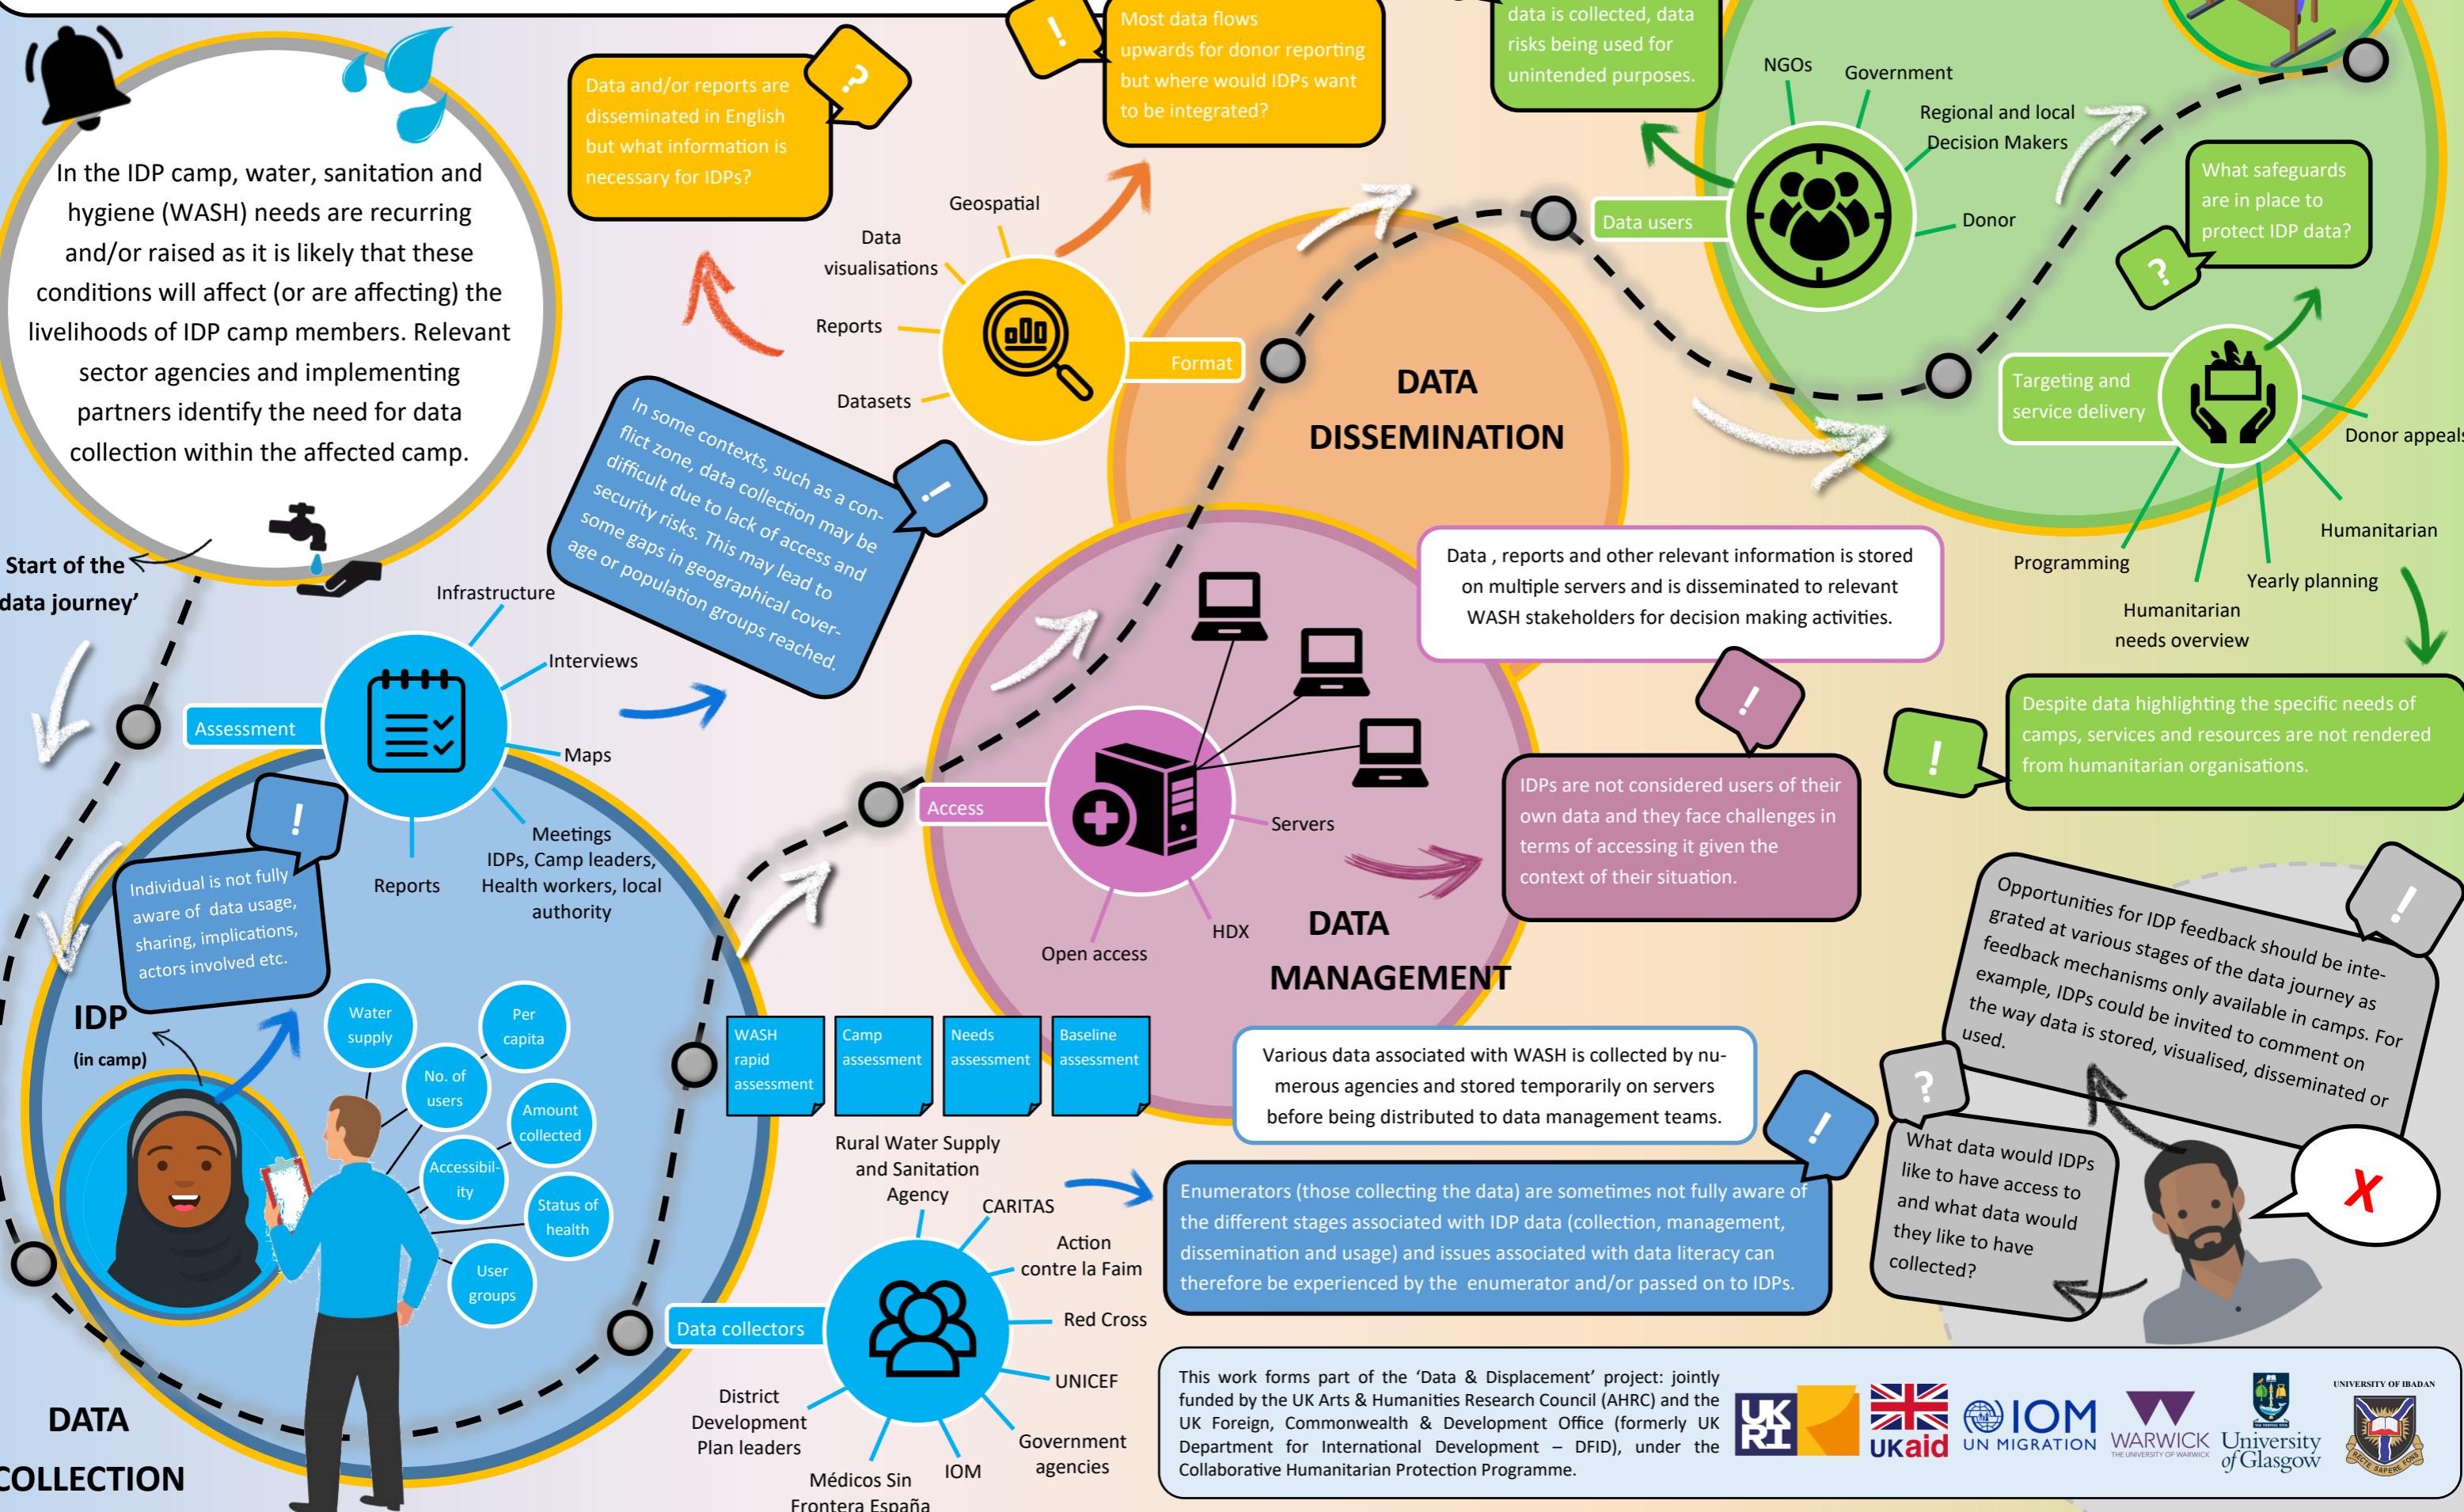 In the IDP camp, water, sanitation and
hygiene (WASH) needs are recurring
and/or raised as it is likely that these
conditions will affect (or are affecting) the
livelihoods of IDP camp members. Relevant
sector agencies and implementing
partners identify the need for data
collection within the affected camp.
Start of the
data journey'
Data and/or reports are
disseminated in English
but what information is
necessary for IDPs?
?
!
Most data flows
upwards for donor reporting
but where would IDPs want
to be integrated?
data is collected, data
risks being used for
unintended purposes.
Geospatial
Data
visualisations
Reports
Datasets
Format
DATA
DISSEMINATION
NGOs
Government
Regional and local
Decision Makers
Donor
Data users
What safeguards
are in place to
protect IDP data?
?
Targeting and
service delivery
Donor appeals
Humanitarian
Yearly planning
Humanitarian
needs overview
Programming
In some contexts, such as a con-
flict zone, data collection may be
difficult due to lack of access and
security risks. This may lead to
some gaps in geographical cover-
age or population groups reached.
!
Infrastructure
Interviews
Maps
Meetings
IDPs, Camp leaders,
Health workers, local
authority
Reports
Assessment
Data , reports and other relevant information is stored
on multiple servers and is disseminated to relevant
WASH stakeholders for decision making activities.
!
IDPs are not considered users of their
own data and they face challenges in
terms of accessing it given the
context of their situation.
Access
Servers
HDX
Open access
DATA
MANAGEMENT
!
Despite data highlighting the specific needs of
camps, services and resources are not rendered
from humanitarian organisations.
!
Individual is not fully
aware of data usage,
sharing, implications,
actors involved etc.
IDP
(in camp)
Water
supply
Per
capita
No. of
users
Amount
collected
Accessibil-
ity
Status of
health
User
groups
DATA
COLLECTION
WASH
rapid
assessment
Camp
assessment
Needs
assessment
Baseline
assessment
Various data associated with WASH is collected by nu-
merous agencies and stored temporarily on servers
before being distributed to data management teams.
!
Enumerators (those collecting the data) are sometimes not fully aware of
the different stages associated with IDP data (collection, management,
dissemination and usage) and issues associated with data literacy can
therefore be experienced by the enumerator and/or passed on to IDPs.
Rural Water Supply
and Sanitation
Agency
CARITAS
Action
contre la Faim
Red Cross
UNICEF
Government
agencies
IOM
Médicos Sin
Frontera España
District
Development
Plan leaders
Data collectors
!
Opportunities for IDP feedback should be inte-
grated at various stages of the data journey as
feedback mechanisms only available in camps. For
example, IDPs could be invited to comment on
the way data is stored, visualised, disseminated or
used.
?
What data would IDPs
like to have access to
and what data would
they like to have
collected?
X
This work forms part of the 'Data & Displacement' project: jointly
funded by the UK Arts & Humanities Research Council (AHRC) and the
UK Foreign, Commonwealth & Development Office (formerly UK
Department for International Development – DFID), under the
Collaborative Humanitarian Protection Programme.
UK
RI
ukaid
IOM
UN MIGRATION
WARWICK
THE UNIVERSITY OF WARWICK
University
of Glasgow
UNIVERSITY OF IBADAN
RECTE SAPERE FONS